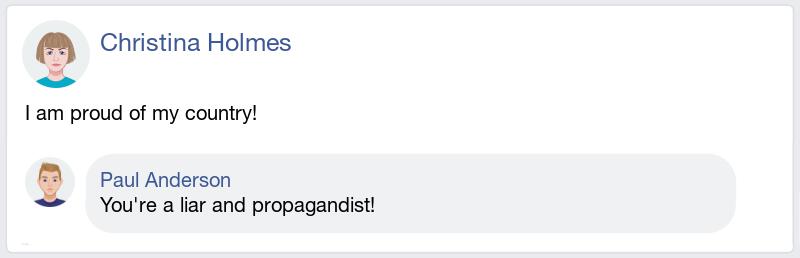 Christina Holmes
I am proud of my country!
Paul Anderson
You're a liar and propagandist!